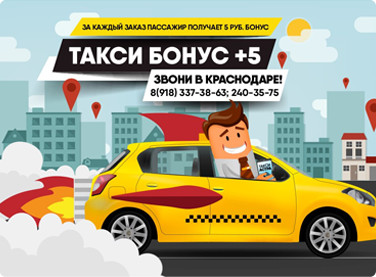 ЗА КАЖДЫЙ ЗАКАЗ ПАССАЖИР ПОЛУЧАЕТ 5 РУБ. БОНУС
ТАКСИ БОНУС +5
ЗВОНИ В КРАСНОДАРЕ!
8(918) 337-38-63; 240-35-75